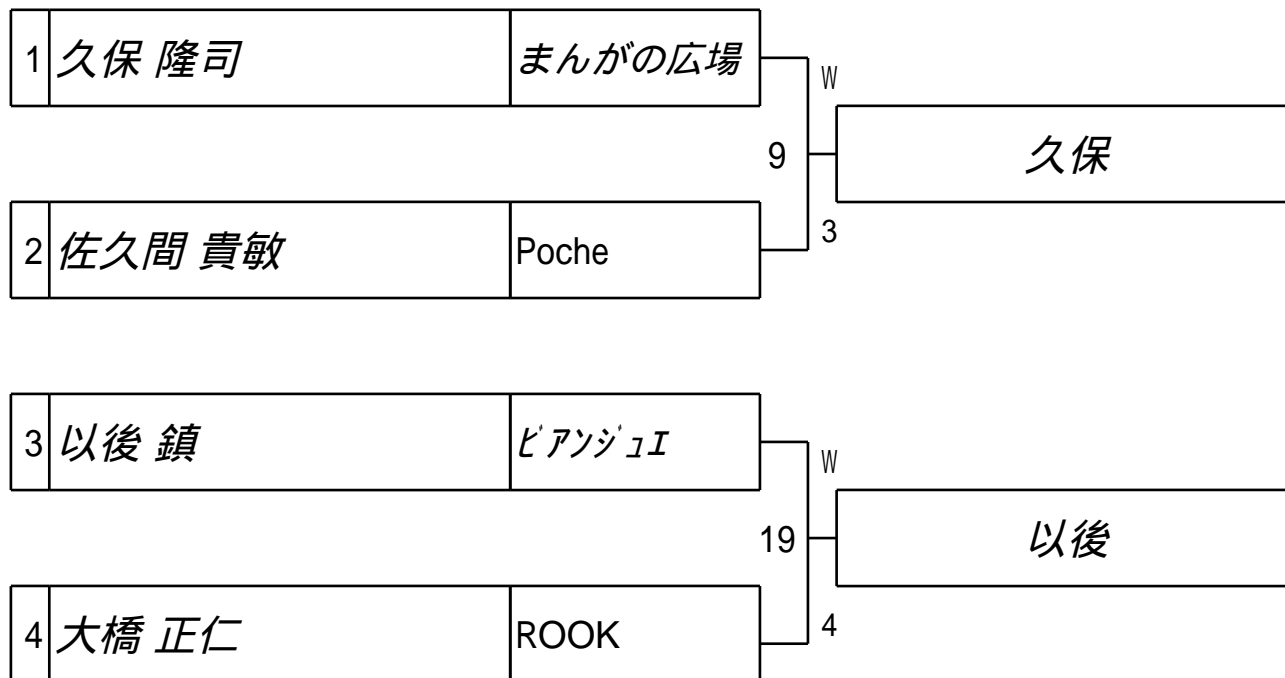 1 久保 隆司 まんがの広場
W
9 久保
3
2 佐久間 貴敏 Poche
3 以後 鎮 ﾋﾞｱﾝｼﾞｭｴ
W
19 以後
4
4 大橋 正仁 ROOK